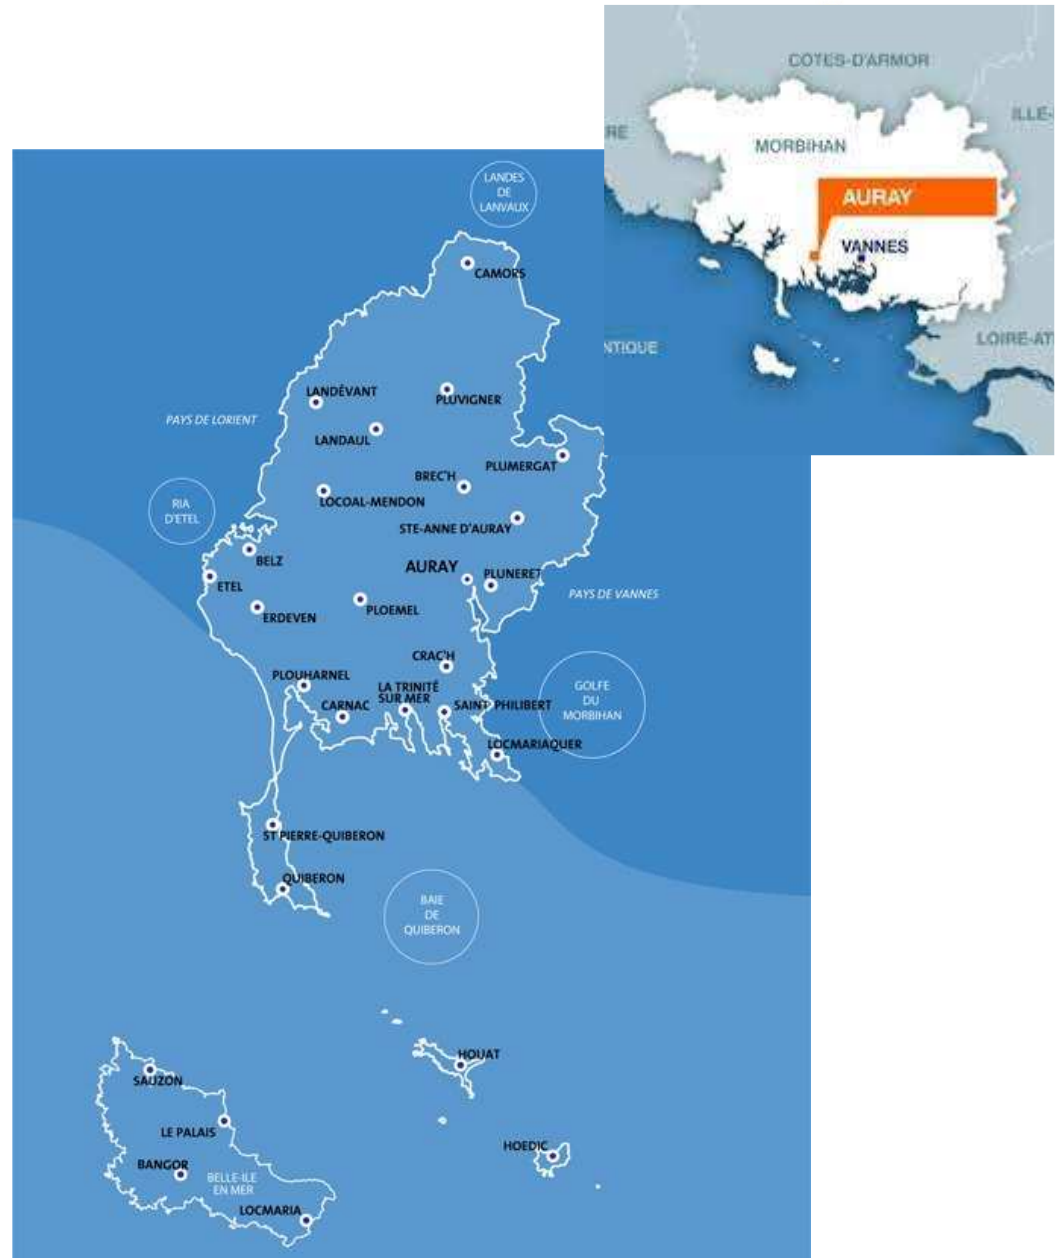 COTES-D'ARMOR
ILLE-
RE
MORBIHAN
AURAY
VANNES
LOIRE-AT
NTIQUE
LANDES
DE
LANVAUX
CAMORS
LANDÉVANT
PLUVIGNER
PAYS DE LORIENT
LANDAUL
PLUMERGAT
BREC'H
LOCOAL-MENDON
RIA
D'ETEL
STE-ANNE D'AURAY
BELZ
AURAY
PLUNERET
ETEL
PAYS DE VANNES
ERDEVEN
PLOEMEL
CRAC'H
PLOUHARNEL
LA TRINITÉ
SUR MER
GOLFE
DU
MORBIHAN
CARNAC
SAINT PHILIBERT
LOCMARIAQUER
ST PIERRE-QUIBERON
QUIBERON
BAIE
DE
QUIBERON
HOUAT
SAUZON
LE PALAIS
HOEDIC
BANGOR
BELLE-ILE
EN MER
LOCMARIA